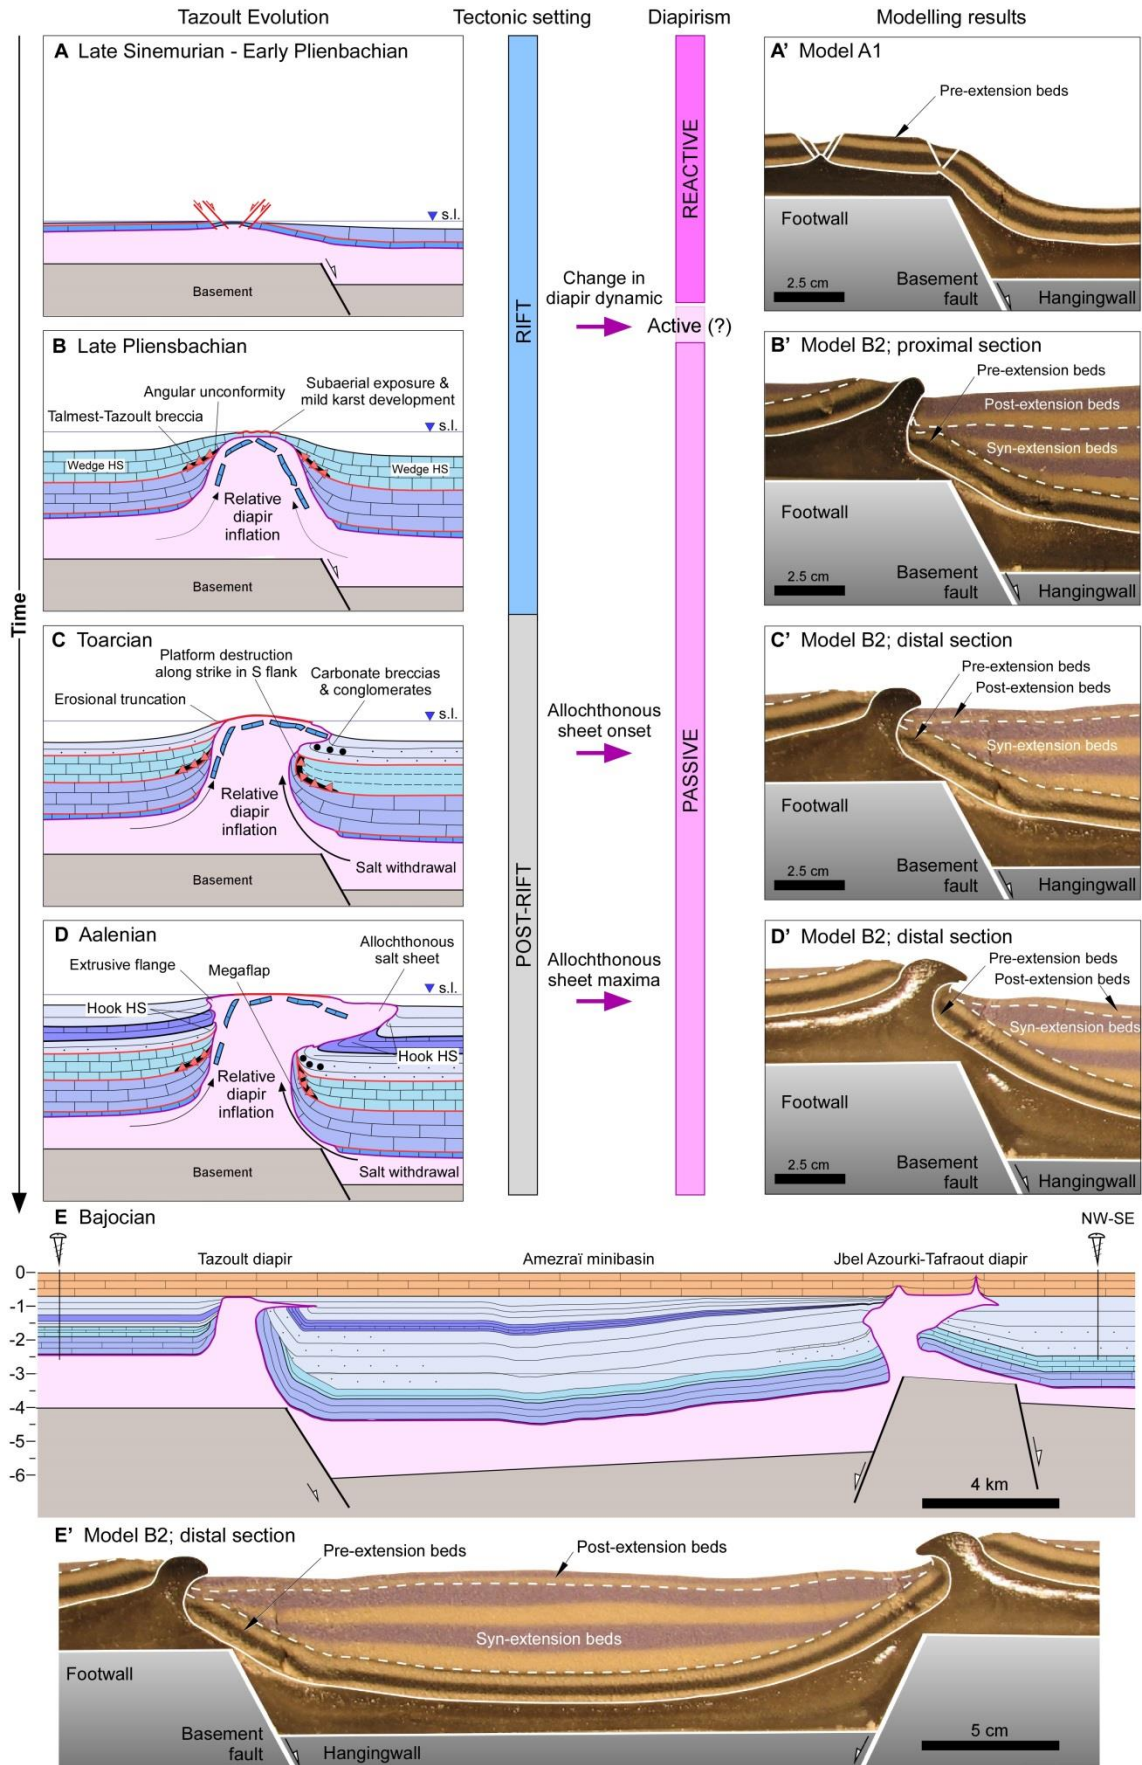 Tazoult Evolution
Tectonic setting
Diapirism
Modelling results
Time
A Late Sinemurian - Early Plienbachian
s.l.
Basement
B Late Pliensbachian
Angular unconformity
Subaerial exposure &
mild karst development
Talmest-Tazoult breccia
s.l.
Wedge HS
Wedge HS
Relative
diapir
inflation
Basement
C Toarcian
Platform destruction
along strike in S flank
Carbonate breccias
& conglomerates
Erosional truncation
s.l.
Relative
diapir
inflation
Salt withdrawal
Basement
D Aalenian
Allochthonous
salt sheet
Extrusive flange
Megaflap
s.l.
Hook HS
Hook HS
Relative
diapir
inflation
Basement
Salt withdrawal
RIFT
POST-RIFT
Change in
diapir dynamic
Allochthonous
sheet onset
Allochthonous
sheet maxima
REACTIVE
Active (?)
PASSIVE
A' Model A1
Pre-extension beds
Footwall
Basement
fault
2.5 cm
Hangingwall
B' Model B2; proximal section
Pre-extension beds
Post-extension beds
Syn-extension beds
Footwall
Basement
fault
2.5 cm
Hangingwall
C' Model B2; distal section
Pre-extension beds
Post-extension beds
Syn-extension beds
Footwall
Basement
fault
2.5 cm
Hangingwall
D' Model B2; distal section
Pre-extension beds
Post-extension beds
Syn-extension beds
Footwall
Basement
fault
2.5 cm
Hangingwall
E Bajocian
NW-SE
Tazoult diapir
Amezraï minibasin
Jbel Azourki-Tafraout diapir
0
-1
-2
-3
-4
-5
-6
4 km
E' Model B2; distal section
Pre-extension beds
Post-extension beds
Syn-extension beds
Footwall
Basement
fault
Hangingwall
5 cm